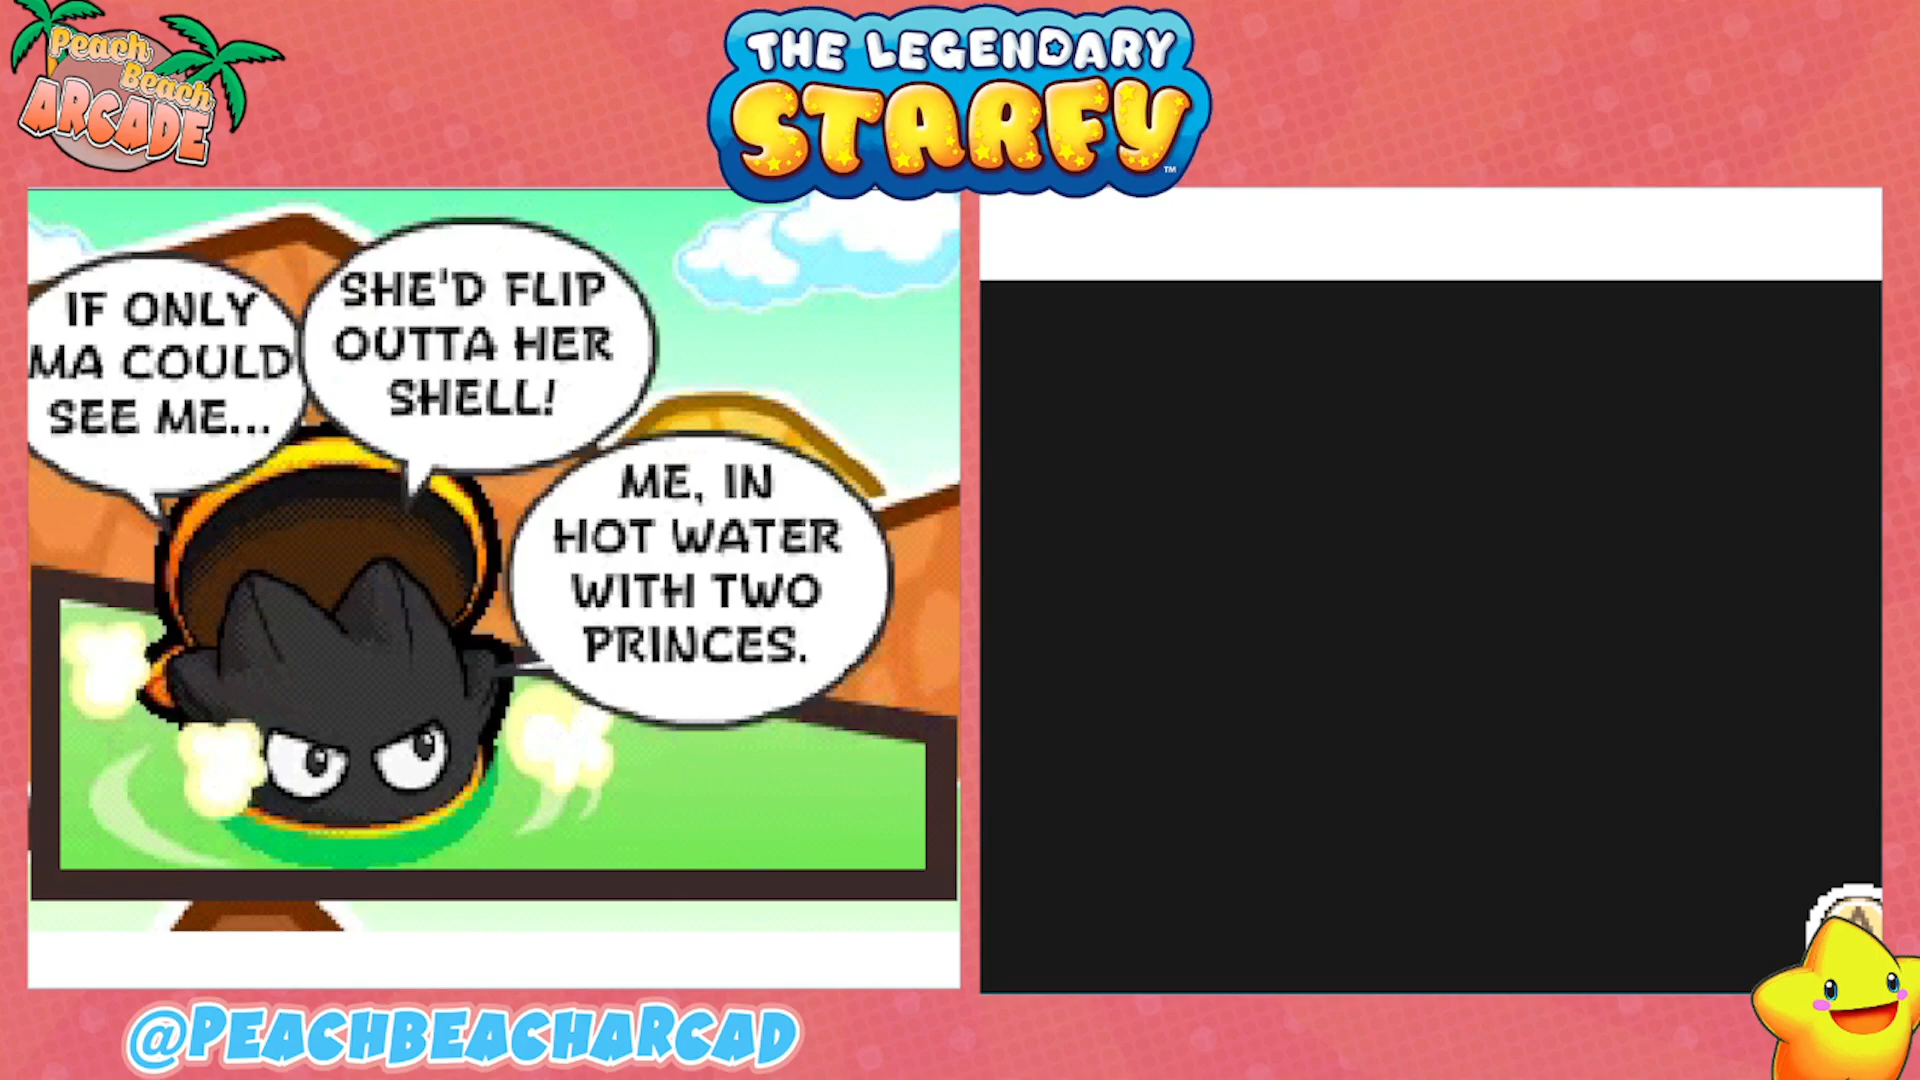 Peach
Beach
ARCADE
THE LEGENDARY
STARFY
TM
IF ONLY
MA COULD
SEE ME...
SHE'D FLIP
OUTTA HER
SHELL!
ME, IN
HOT WATER
WITH TWO
PRINCES.
@PEACHBEACHARCAD